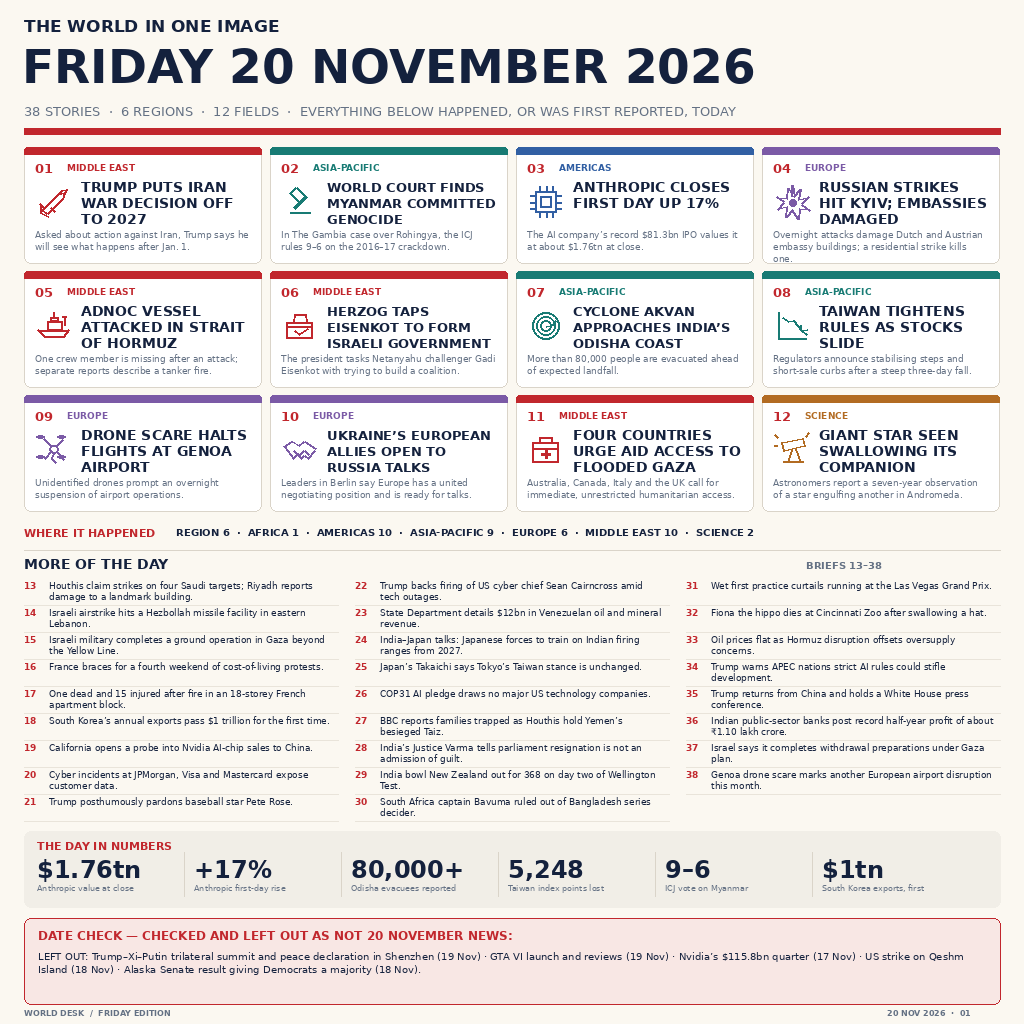 THE WORLD IN ONE IMAGE
FRIDAY 20 NOVEMBER 2026
38 STORIES · 6 REGIONS · 12 FIELDS · EVERYTHING BELOW HAPPENED, OR WAS FIRST REPORTED, TODAY
01 MIDDLE EAST
TRUMP PUTS IRAN
WAR DECISION OFF
TO 2027
Asked about action against Iran, Trump says he
will see what happens after Jan. 1.
02 ASIA-PACIFIC
WORLD COURT FINDS
MYANMAR COMMITTED
GENOCIDE
In The Gambia case over Rohingya, the ICJ
rules 9–6 on the 2016–17 crackdown.
03 AMERICAS
ANTHROPIC CLOSES
FIRST DAY UP 17%
The AI company's record $81.3bn IPO values it
at about $1.76tn at close.
04 EUROPE
RUSSIAN STRIKES
HIT KYIV; EMBASSIES
DAMAGED
Overnight attacks damage Dutch and Austrian
embassy buildings; a residential strike kills
one.
05 MIDDLE EAST
ADNOC VESSEL
ATTACKED IN STRAIT
OF HORMUZ
One crew member is missing after an attack;
separate reports describe a tanker fire.
06 MIDDLE EAST
HERZOG TAPS
EISENKOT TO FORM
ISRAELI GOVERNMENT
The president tasks Netanyahu challenger Gadi
Eisenkot with trying to build a coalition.
07 ASIA-PACIFIC
CYCLONE AKVAN
APPROACHES INDIA'S
ODISHA COAST
More than 80,000 people are evacuated ahead
of expected landfall.
08 ASIA-PACIFIC
TAIWAN TIGHTENS
RULES AS STOCKS
SLIDE
Regulators announce stabilising steps and
short-sale curbs after a steep three-day fall.
09 EUROPE
DRONE SCARE HALTS
FLIGHTS AT GENOA
AIRPORT
Unidentified drones prompt an overnight
suspension of airport operations.
10 EUROPE
UKRAINE'S EUROPEAN
ALLIES OPEN TO
RUSSIA TALKS
Leaders in Berlin say Europe has a united
negotiating position and is ready for talks.
11 MIDDLE EAST
FOUR COUNTRIES
URGE AID ACCESS TO
FLOODED GAZA
Australia, Canada, Italy and the UK call for
immediate, unrestricted humanitarian access.
12 SCIENCE
GIANT STAR SEEN
SWALLOWING ITS
COMPANION
Astronomers report a seven-year observation
of a star engulfing another in Andromeda.
WHERE IT HAPPENED REGION 6 · AFRICA 1 · AMERICAS 10 · ASIA-PACIFIC 9 · EUROPE 6 · MIDDLE EAST 10 · SCIENCE 2
MORE OF THE DAY
BRIEFS 13–38
13 Houthis claim strikes on four Saudi targets; Riyadh reports
damage to a landmark building.
14 Israeli airstrike hits a Hezbollah missile facility in eastern
Lebanon.
15 Israeli military completes a ground operation in Gaza beyond
the Yellow Line.
16 France braces for a fourth weekend of cost-of-living protests.
17 One dead and 15 injured after fire in an 18-storey French
apartment block.
18 South Korea's annual exports pass $1 trillion for the first time.
19 California opens a probe into Nvidia AI-chip sales to China.
20 Cyber incidents at JPMorgan, Visa and Mastercard expose
customer data.
21 Trump posthumously pardons baseball star Pete Rose.
22 Trump backs firing of US cyber chief Sean Cairncross amid
tech outages.
23 State Department details $12bn in Venezuelan oil and mineral
revenue.
24 India–Japan talks: Japanese forces to train on Indian firing
ranges from 2027.
25 Japan's Takaichi says Tokyo's Taiwan stance is unchanged.
26 COP31 AI pledge draws no major US technology companies.
27 BBC reports families trapped as Houthis hold Yemen's
besieged Taiz.
28 India's Justice Varma tells parliament resignation is not an
admission of guilt.
29 India bowl New Zealand out for 368 on day two of Wellington
Test.
30 South Africa captain Bavuma ruled out of Bangladesh series
decider.
31 Wet first practice curtails running at the Las Vegas Grand Prix.
32 Fiona the hippo dies at Cincinnati Zoo after swallowing a hat.
33 Oil prices flat as Hormuz disruption offsets oversupply
concerns.
34 Trump warns APEC nations strict AI rules could stifle
development.
35 Trump returns from China and holds a White House press
conference.
36 Indian public-sector banks post record half-year profit of about
₹1.10 lakh crore.
37 Israel says it completes withdrawal preparations under Gaza
plan.
38 Genoa drone scare marks another European airport disruption
this month.
THE DAY IN NUMBERS
$1.76tn
Anthropic value at close
+17%
Anthropic first-day rise
80,000+
Odisha evacuees reported
5,248
Taiwan index points lost
9–6
ICJ vote on Myanmar
$1tn
South Korea exports, first
DATE CHECK — CHECKED AND LEFT OUT AS NOT 20 NOVEMBER NEWS:
LEFT OUT: Trump–Xi–Putin trilateral summit and peace declaration in Shenzhen (19 Nov) · GTA VI launch and reviews (19 Nov) · Nvidia's $115.8bn quarter (17 Nov) · US strike on Qeshm
Island (18 Nov) · Alaska Senate result giving Democrats a majority (18 Nov).
WORLD DESK / FRIDAY EDITION
20 NOV 2026 · 01